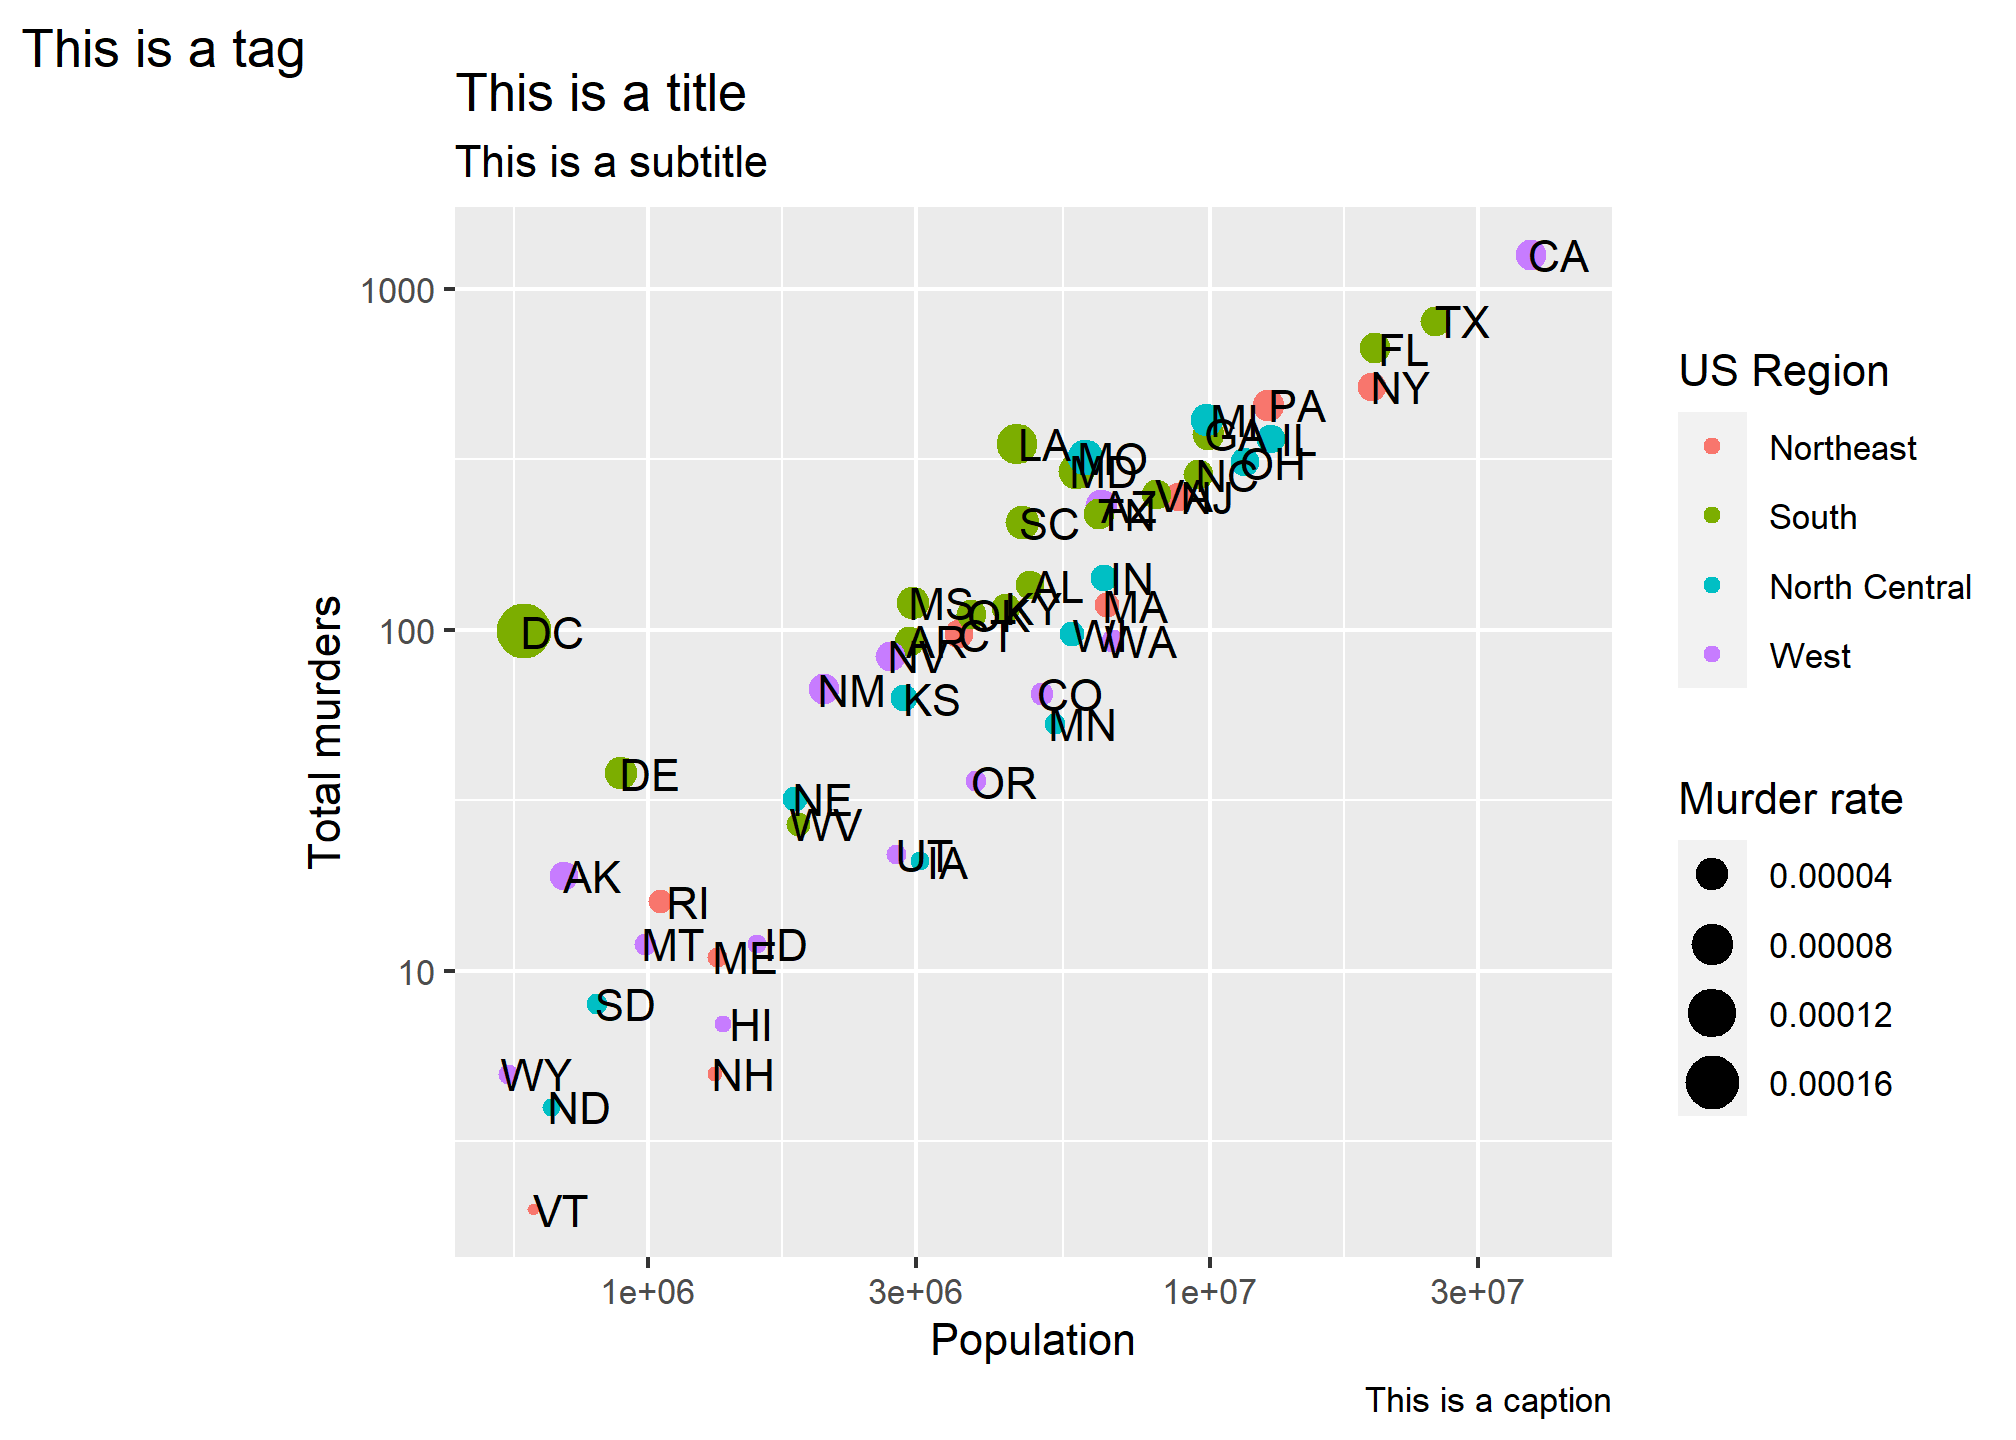 This is a tag
This is a title
This is a subtitle
CA
1000
TX
FL
US Region
NY
PA
MI
GA
IL
Northeast
LA
MO
OH
MD
NC
AZ
VA
NJ
TN
South
SC
IN
AL
North Central
MS
MA
OK
KY
100
DC
AR
CT
WI
WA
NV
West
NM
KS
CO
MN
Total murders
DE
OR
NE
WV
Murder rate
UT
IA
AK
0.00004
RI
MT
ID
ME
0.00008
10
SD
HI
0.00012
WY
NH
0.00016
ND
VT
1e+06
3e+06
1e+07
3e+07
Population
This is a caption